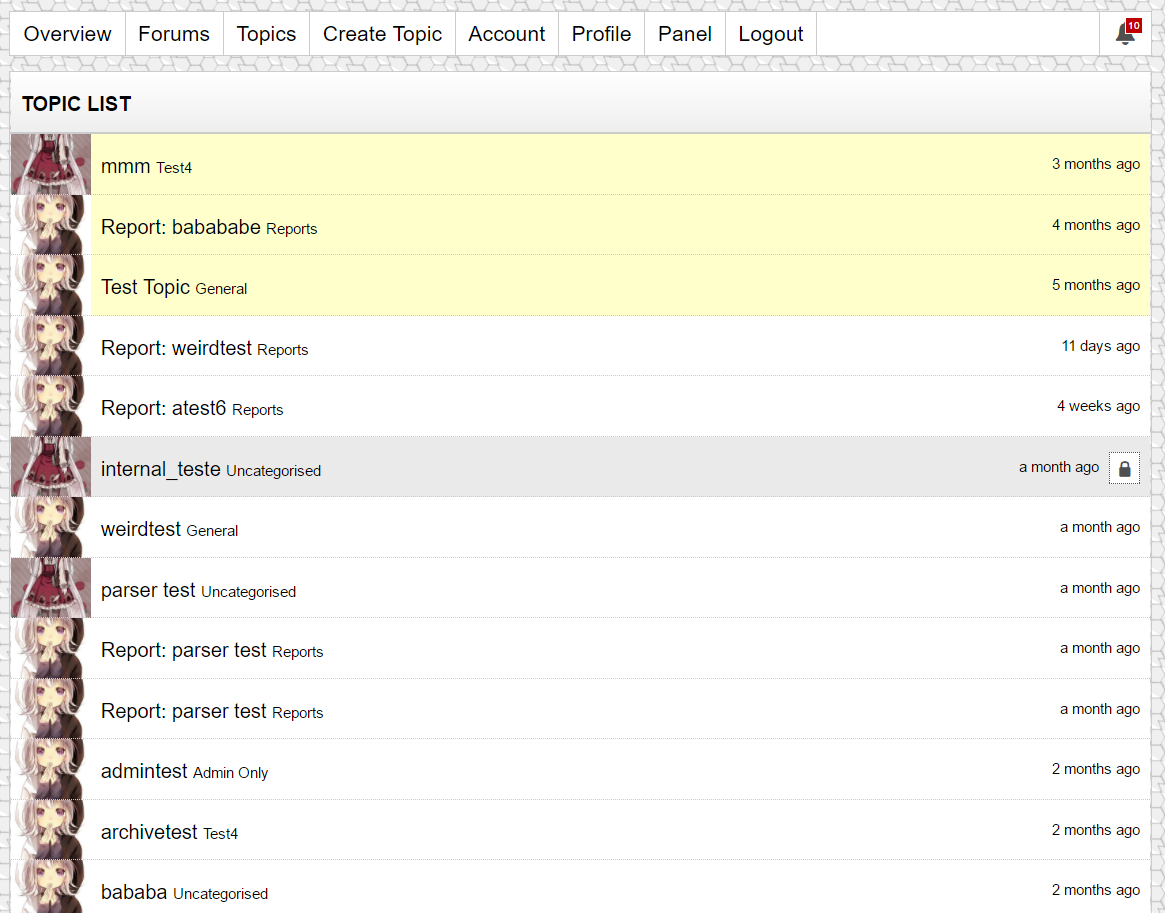 Overview Forums Topics Create Topic Account Profile Panel Logout 10
TOPIC LIST
mmm Test4 3 months ago
Report: babababe Reports 4 months ago
Test Topic General 5 months ago
Report: weirdtest Reports 11 days ago
Report: atest6 Reports 4 weeks ago
internal_teste Uncategorised a month ago
weirdtest General a month ago
parser test Uncategorised a month ago
Report: parser test Reports a month ago
Report: parser test Reports a month ago
admintest Admin Only 2 months ago
archivetest Test4 2 months ago
bababa Uncategorised 2 months ago